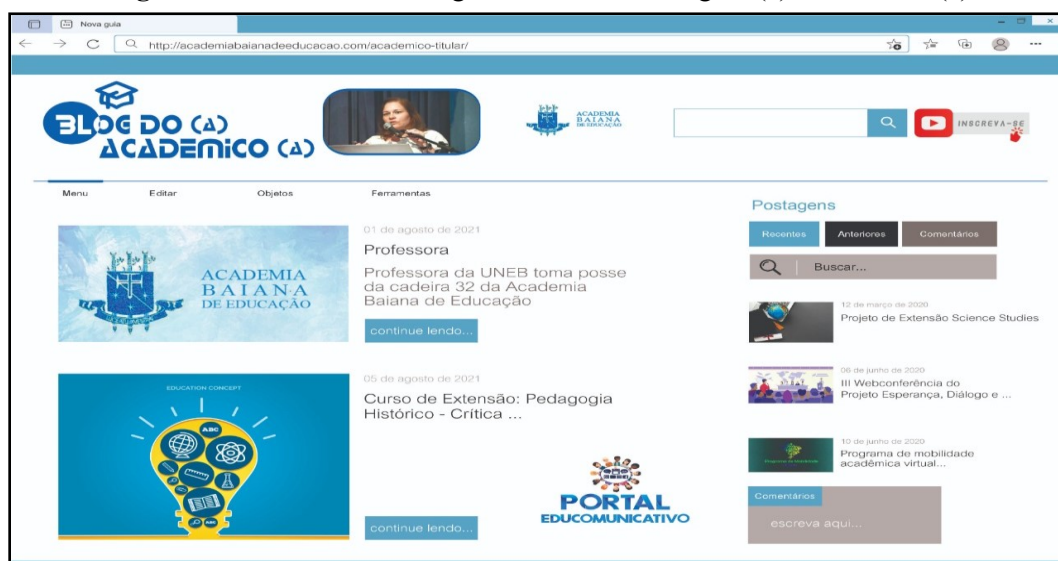 Nova guia
http://academiabaianadeeducacao.com/academico-titular/
BLOG DO (A)
ACADÊMICO (A)
ACADEMIA
BAIANA
DE EDUCAÇÃO
INSCREVA-SE
Menu Editar Objetos Ferramentas
01 de agosto de 2021
Professora
Professora da UNEB toma posse
da cadeira 32 da Academia
Baiana de Educação
continue lendo...
ACADEMIA
BAIANA
DE EDUCAÇÃO
05 de agosto de 2021
Curso de Extensão: Pedagogia
Histórico - Crítica ...
EDUCATION CONCEPT
ABC
ABC
continue lendo...
PORTAL
EDUCOMUNICATIVO
Postagens
Recentes Anteriores Comentários
Buscar...
12 de março de 2020
Projeto de Extensão Science Studies
06 de junho de 2020
III Webconferência do
Projeto Esperança, Diálogo e ...
10 de junho de 2020
Programa de mobilidade
acadêmica virtual...
Comentários
escreva aqui...